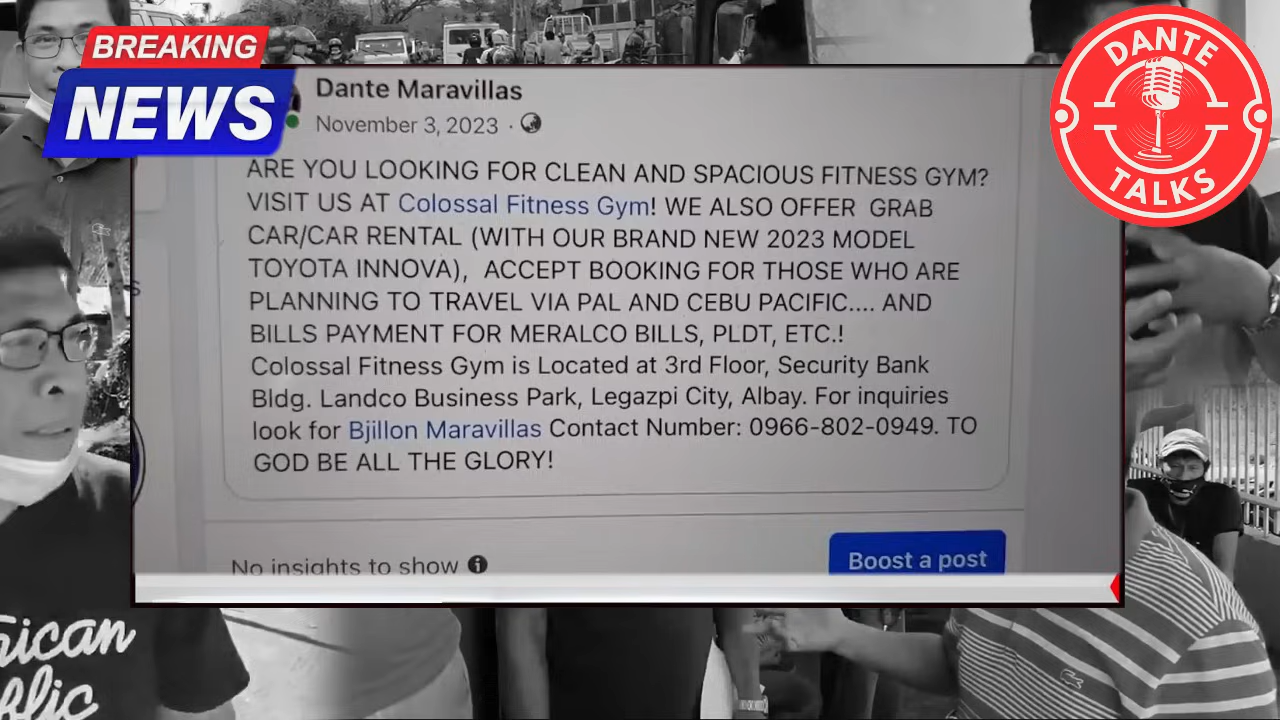 BREAKING
NEWS
DANTE
TALKS
Dante Maravillas
November 3, 2023 ·
ARE YOU LOOKING FOR CLEAN AND SPACIOUS FITNESS GYM?
VISIT US AT Colossal Fitness Gym! WE ALSO OFFER GRAB
CAR/CAR RENTAL (WITH OUR BRAND NEW 2023 MODEL
TOYOTA INNOVA), ACCEPT BOOKING FOR THOSE WHO ARE
PLANNING TO TRAVEL VIA PAL AND CEBU PACIFIC.... AND
BILLS PAYMENT FOR MERALCO BILLS, PLDT, ETC.!
Colossal Fitness Gym is Located at 3rd Floor, Security Bank
Bldg. Landco Business Park, Legazpi City, Albay. For inquiries
look for Bjillon Maravillas Contact Number: 0966-802-0949. TO
GOD BE ALL THE GLORY!
No insights to show
Boost a post